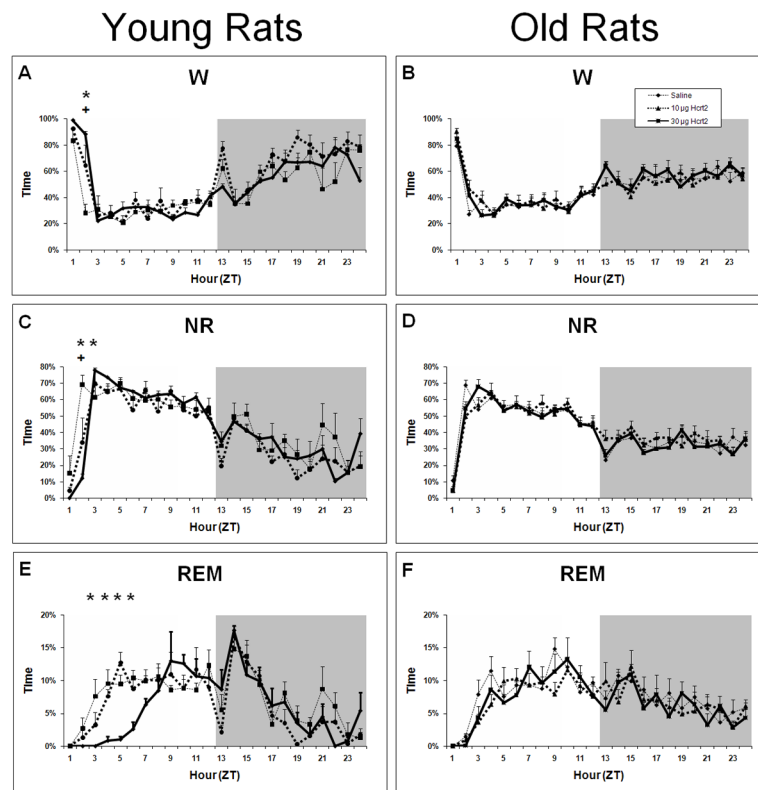 Young Rats
Old Rats
A
W
*
+
100%
80%
60%
40%
20%
0%
Time
1 3 5 7 9 11 13 15 17 19 21 23
Hour (ZT)
B
W
Saline
10 µg Hcrt2
30 µg Hcrt2
100%
80%
60%
40%
20%
0%
Time
1 3 5 7 9 11 13 15 17 19 21 23
Hour (ZT)
C
NR
* *
+
80%
70%
60%
50%
40%
30%
20%
10%
0%
Time
1 3 5 7 9 11 13 15 17 19 21 23
Hour (ZT)
D
NR
80%
70%
60%
50%
40%
30%
20%
10%
0%
Time
1 3 5 7 9 11 13 15 17 19 21 23
Hour (ZT)
E
REM
* * * *
20%
15%
10%
5%
0%
Time
1 3 5 7 9 11 13 15 17 19 21 23
Hour (ZT)
F
REM
20%
15%
10%
5%
0%
Time
1 3 5 7 9 11 13 15 17 19 21 23
Hour (ZT)